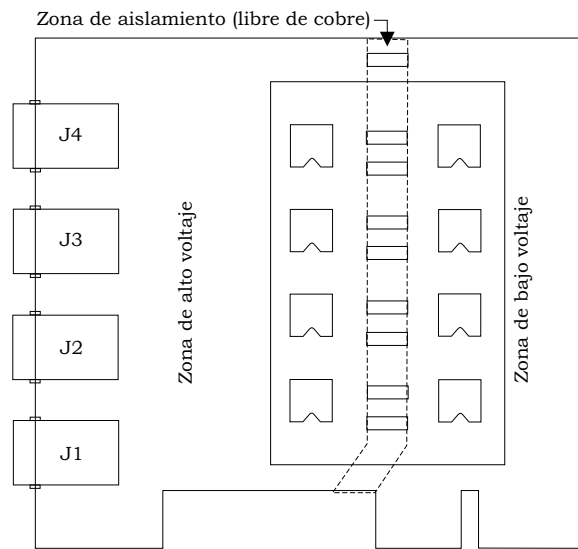 Zona de aislamiento (libre de cobre)
J4
J3
J2
J1
Zona de alto voltaje
Zona de bajo voltaje